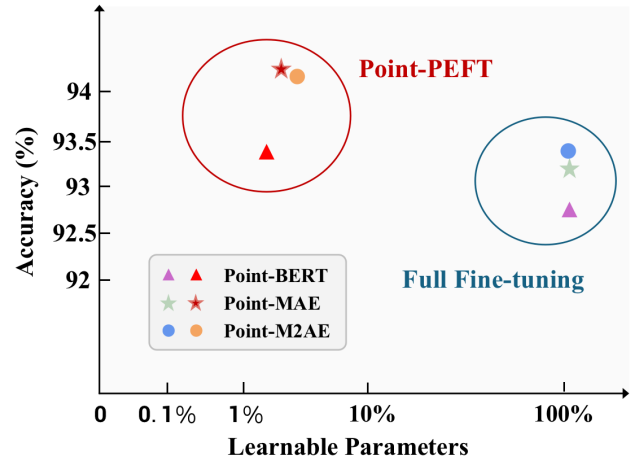 Point-PEFT
94
93.5
93
92.5
92
Accuracy (%)
Full Fine-tuning
Point-BERT
Point-MAE
Point-M2AE
0 0.1% 1% 10% 100%
Learnable Parameters